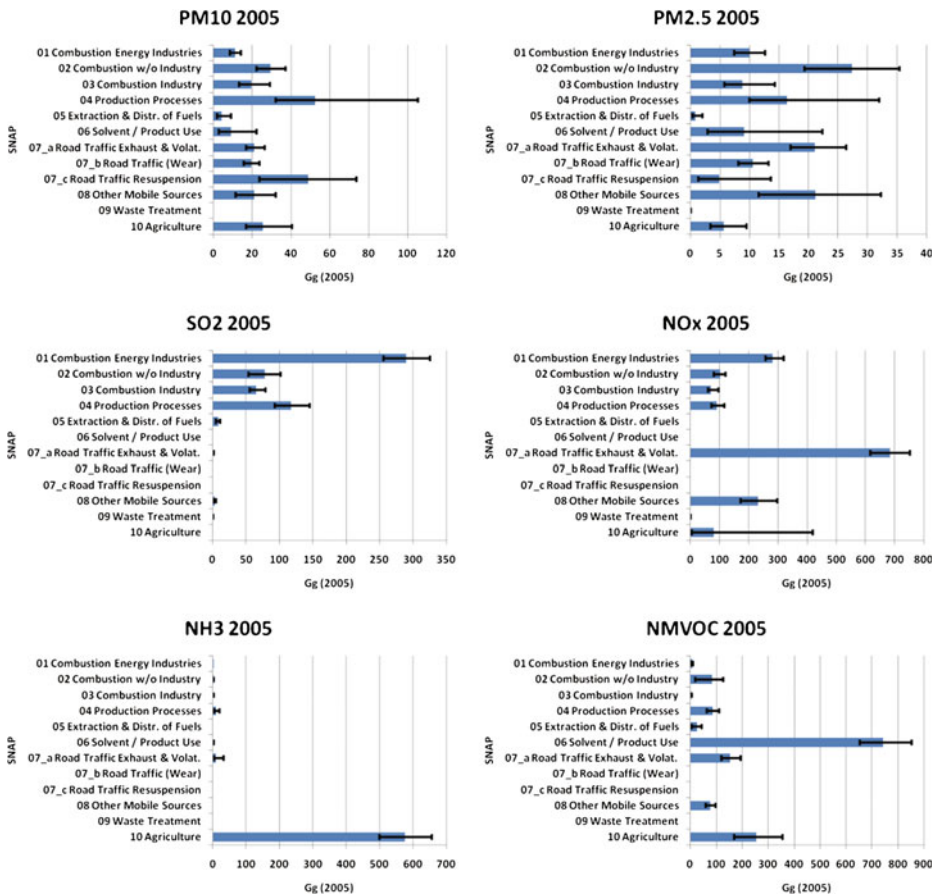 PM10 2005
SNAP
01 Combustion Energy Industries
02 Combustion w/o Industry
03 Combustion Industry
04 Production Processes
05 Extraction & Distr. of Fuels
06 Solvent / Product Use
07_a Road Traffic Exhaust & Volat.
07_b Road Traffic (Wear)
07_c Road Traffic Resuspension
08 Other Mobile Sources
09 Waste Treatment
10 Agriculture
0 20 40 60 80 100 120
Gg (2005)
PM2.5 2005
SNAP
01 Combustion Energy Industries
02 Combustion w/o Industry
03 Combustion Industry
04 Production Processes
05 Extraction & Distr. of Fuels
06 Solvent / Product Use
07_a Road Traffic Exhaust & Volat.
07_b Road Traffic (Wear)
07_c Road Traffic Resuspension
08 Other Mobile Sources
09 Waste Treatment
10 Agriculture
0 5 10 15 20 25 30 35 40
Gg (2005)
SO2 2005
SNAP
01 Combustion Energy Industries
02 Combustion w/o Industry
03 Combustion Industry
04 Production Processes
05 Extraction & Distr. of Fuels
06 Solvent / Product Use
07_a Road Traffic Exhaust & Volat.
07_b Road Traffic (Wear)
07_c Road Traffic Resuspension
08 Other Mobile Sources
09 Waste Treatment
10 Agriculture
0 50 100 150 200 250 300 350
Gg (2005)
NOx 2005
SNAP
01 Combustion Energy Industries
02 Combustion w/o Industry
03 Combustion Industry
04 Production Processes
05 Extraction & Distr. of Fuels
06 Solvent / Product Use
07_a Road Traffic Exhaust & Volat.
07_b Road Traffic (Wear)
07_c Road Traffic Resuspension
08 Other Mobile Sources
09 Waste Treatment
10 Agriculture
0 100 200 300 400 500 600 700 800
Gg (2005)
NH3 2005
SNAP
01 Combustion Energy Industries
02 Combustion w/o Industry
03 Combustion Industry
04 Production Processes
05 Extraction & Distr. of Fuels
06 Solvent / Product Use
07_a Road Traffic Exhaust & Volat.
07_b Road Traffic (Wear)
07_c Road Traffic Resuspension
08 Other Mobile Sources
09 Waste Treatment
10 Agriculture
0 100 200 300 400 500 600 700
Gg (2005)
NMVOC 2005
SNAP
01 Combustion Energy Industries
02 Combustion w/o Industry
03 Combustion Industry
04 Production Processes
05 Extraction & Distr. of Fuels
06 Solvent / Product Use
07_a Road Traffic Exhaust & Volat.
07_b Road Traffic (Wear)
07_c Road Traffic Resuspension
08 Other Mobile Sources
09 Waste Treatment
10 Agriculture
0 100 200 300 400 500 600 700 800 900
Gg (2005)